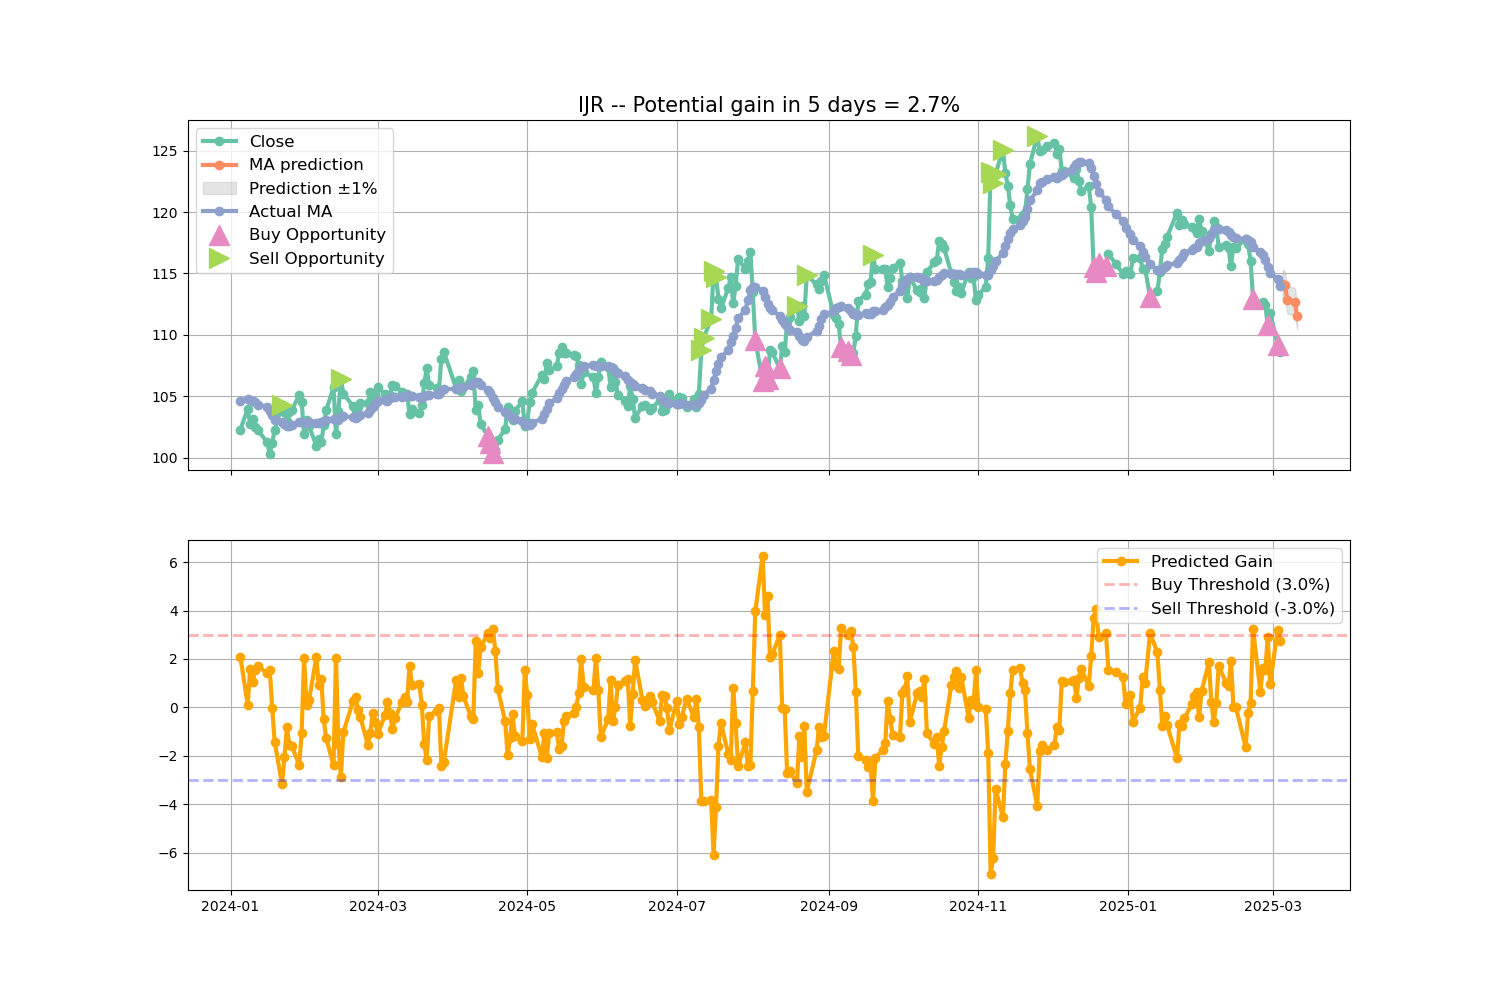 IJR -- Potential gain in 5 days = 2.7%
Close
MA prediction
Prediction ±1%
Actual MA
Buy Opportunity
Sell Opportunity
125
120
115
110
105
100
Predicted Gain
Buy Threshold (3.0%)
Sell Threshold (-3.0%)
6
4
2
0
−2
−4
−6
2024-01
2024-03
2024-05
2024-07
2024-09
2024-11
2025-01
2025-03